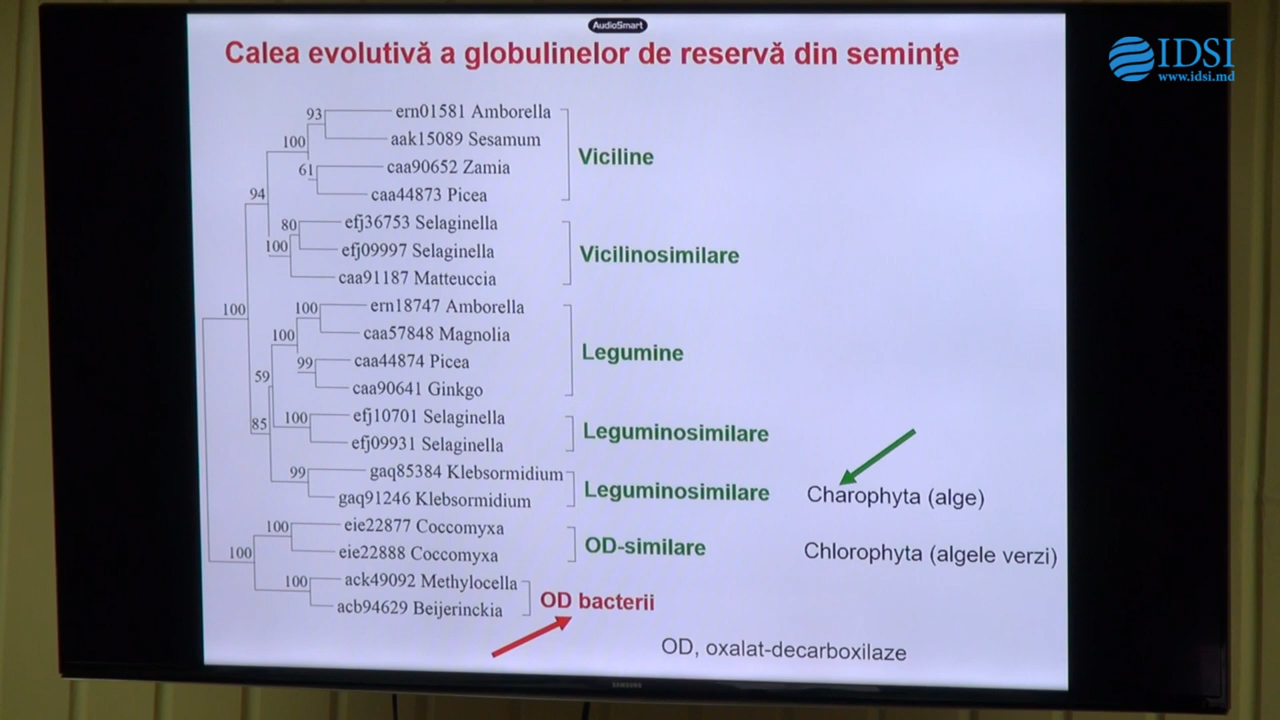 AudioSmart
Calea evolutivă a globulinelor de reservă din seminţe
IDSI
www.idsi.md
93
ern01581 Amborella
aak15089 Sesamum
100
Viciline
61
caa90652 Zamia
caa44873 Picea
94
80
efj36753 Selaginella
efj09997 Selaginella
100
Vicilinosimilare
caa91187 Matteuccia
100
100
ern18747 Amborella
caa57848 Magnolia
100
Legumine
99
caa44874 Picea
caa90641 Ginkgo
59
85
100
efj10701 Selaginella
efj09931 Selaginella
Leguminosimilare
99
gaq85384 Klebsormidium
gaq91246 Klebsormidium
Leguminosimilare
Charophyta (alge)
100
eie22877 Coccomyxa
eie22888 Coccomyxa
OD-similare
Chlorophyta (algele verzi)
100
100
ack49092 Methylocella
acb94629 Beijerinckia
OD bacterii
OD, oxalat-decarboxilaze
SAMSUNG